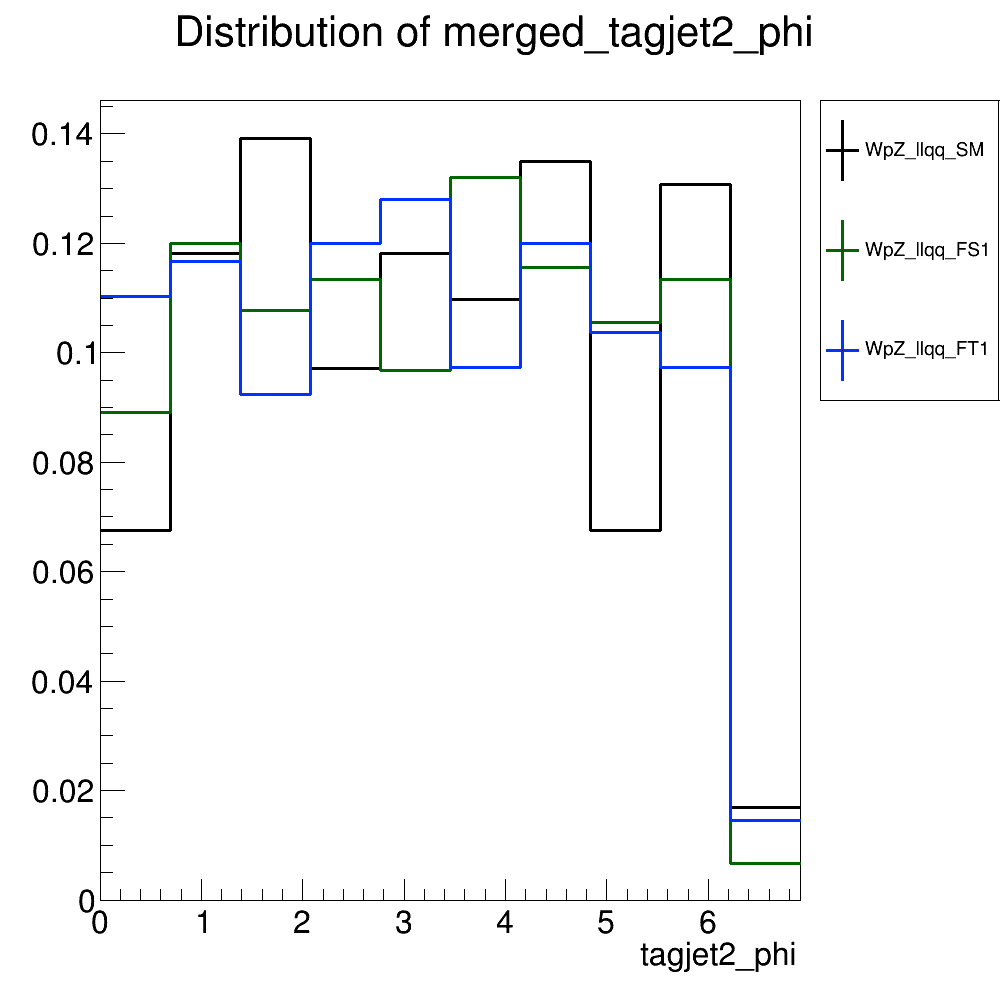 Distribution of merged_tagjet2_phi
0.14
0.12
0.1
0.08
0.06
0.04
0.02
0
0 1 2 3 4 5 6
tagjet2_phi
WpZ_llqq_SM
WpZ_llqq_FS1
WpZ_llqq_FT1